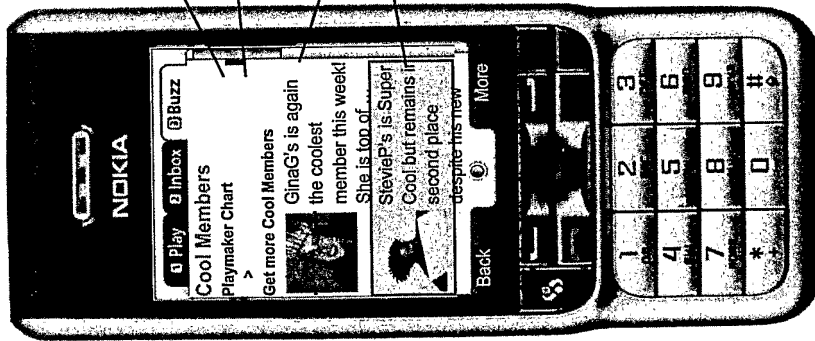 NOKIA
1 Play 2 Inbox 3 Buzz
Cool Members
Playmaker Chart
>
Get more Cool Members
GinaG's is again
the coolest
member this week!
She is top of ...
StevieP's is Super
Cool but remains in
second place
despite his new
Back More
1 2 3
4 5 6
7 8 9
* 0 #